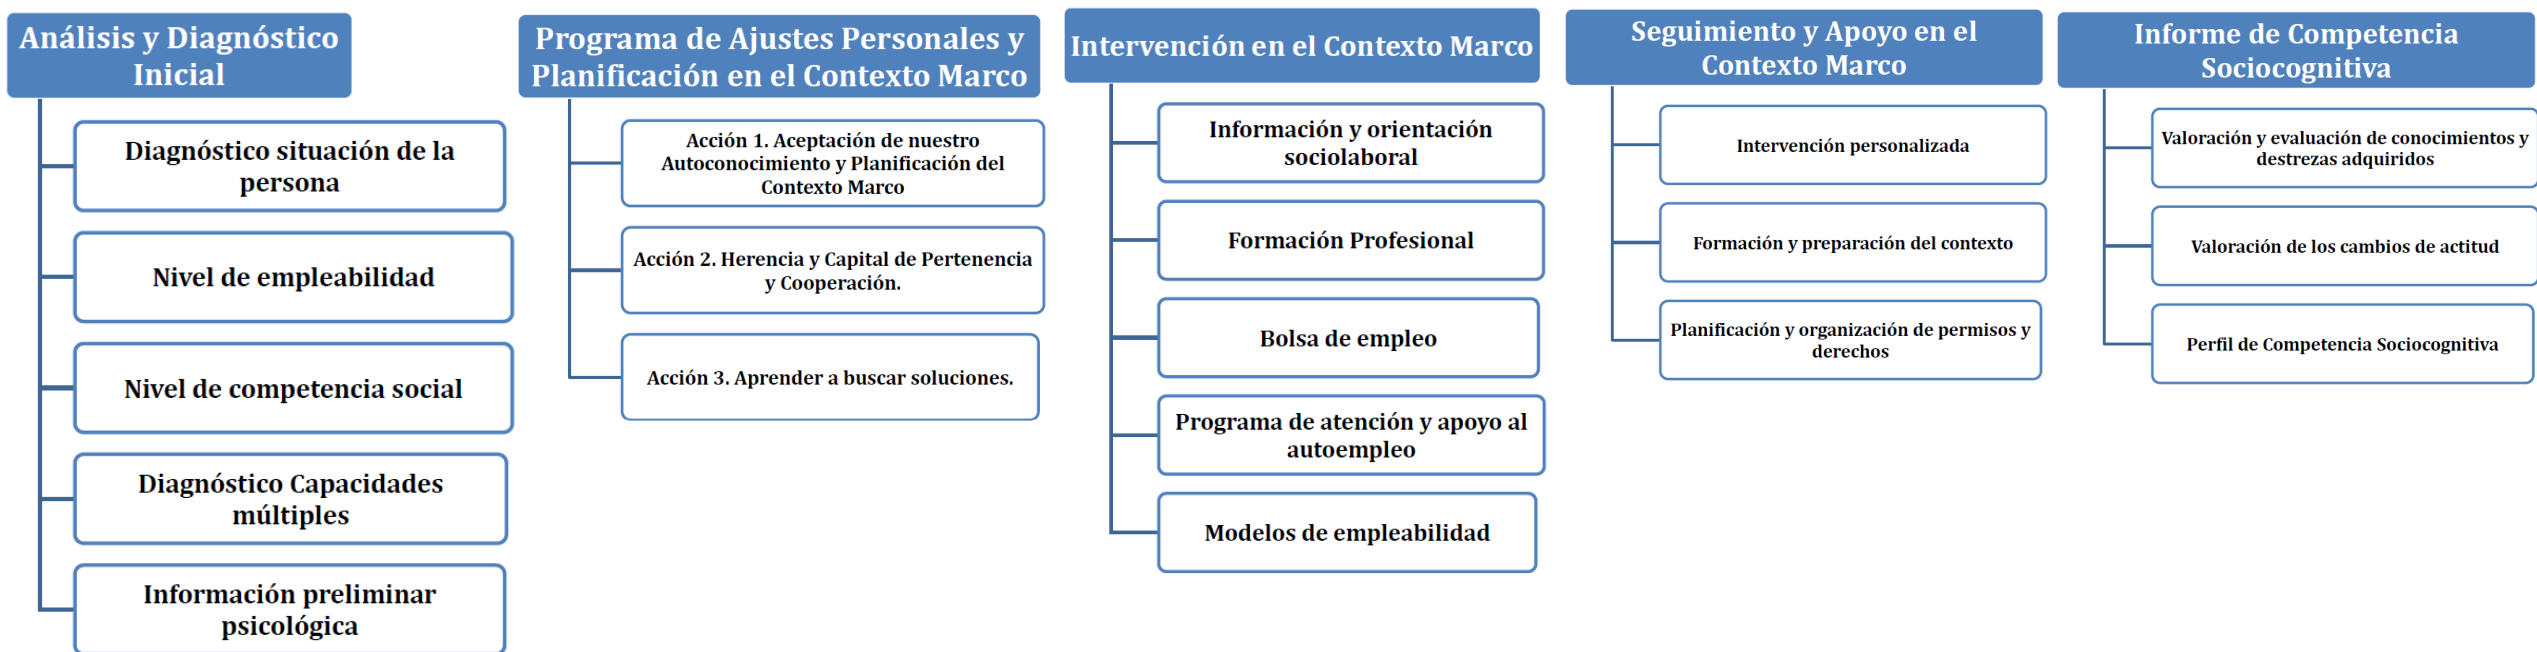 Análisis y Diagnóstico
Inicial
Diagnóstico situación de la
persona
Nivel de empleabilidad
Nivel de competencia social
Diagnóstico Capacidades
múltiples
Información preliminar
psicológica
Programa de Ajustes Personales y
Planificación en el Contexto Marco
Acción 1. Aceptación de nuestro
Autoconocimiento y Planificación del
Contexto Marco
Acción 2. Herencia y Capital de Pertenencia
y Cooperación.
Acción 3. Aprender a buscar soluciones.
Intervención en el Contexto Marco
Información y orientación
sociolaboral
Formación Profesional
Bolsa de empleo
Programa de atención y apoyo al
autoempleo
Modelos de empleabilidad
Seguimiento y Apoyo en el
Contexto Marco
Intervención personalizada
Formación y preparación del contexto
Planificación y organización de permisos y
derechos
Informe de Competencia
Sociocognitiva
Valoración y evaluación de conocimientos y
destrezas adquiridos
Valoración de los cambios de actitud
Perfil de Competencia Sociocognitiva